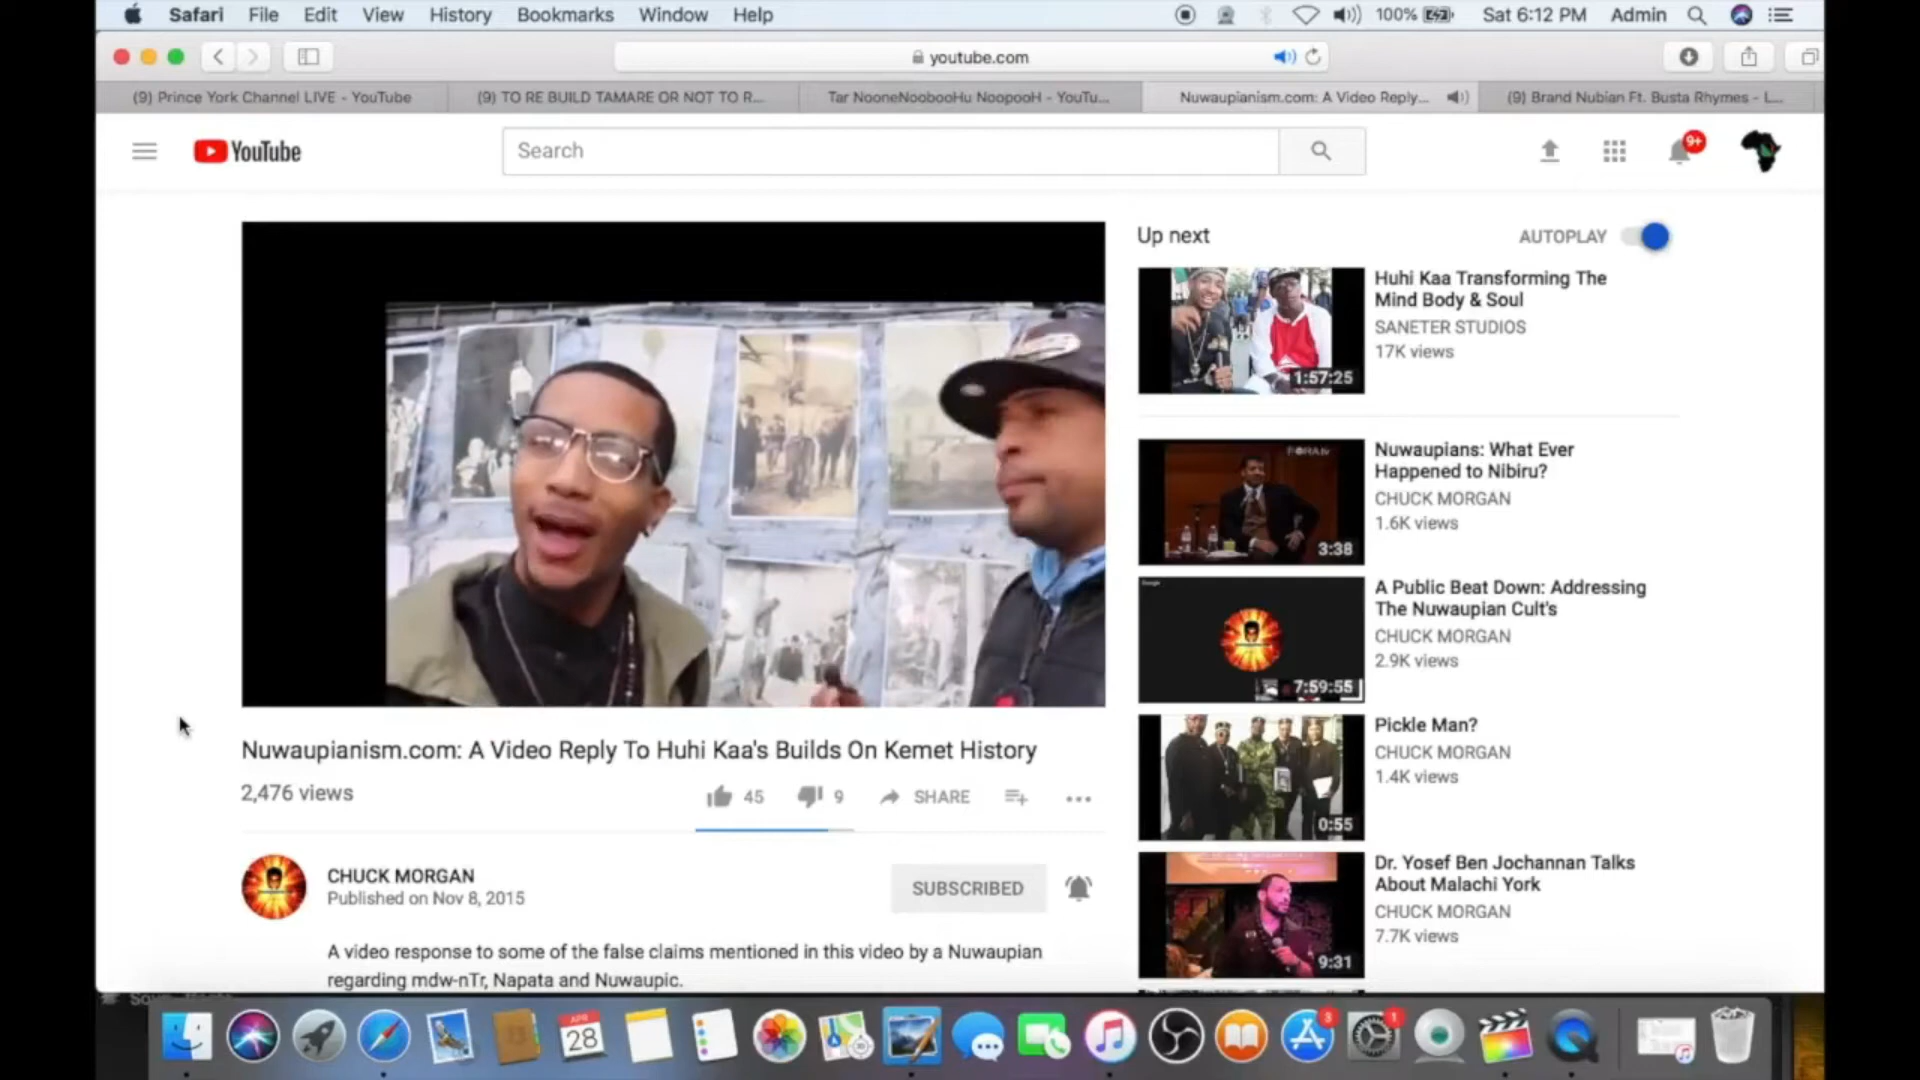 Safari File Edit View History Bookmarks Window Help 100% Sat 6:12 PM Admin
youtube.com
(9) Prince York Channel LIVE - YouTube
(9) TO RE BUILD TAMARE OR NOT TO R...
Tar NooneNoobooHu NoopooH - YouTu...
Nuwaupianism.com: A Video Reply...
(9) Brand Nubian Ft. Busta Rhymes - L...
YouTube
Search
9+
Up next
AUTOPLAY
Huhi Kaa Transforming The
Mind Body & Soul
SANETER STUDIOS
17K views
1:57:25
FORA.tv
Nuwaupians: What Ever
Happened to Nibiru?
CHUCK MORGAN
1.6K views
3:38
A Public Beat Down: Addressing
The Nuwaupian Cult's
CHUCK MORGAN
2.9K views
7:59:55
Pickle Man?
CHUCK MORGAN
1.4K views
0:55
Dr. Yosef Ben Jochannan Talks
About Malachi York
CHUCK MORGAN
7.7K views
9:31
Nuwaupianism.com: A Video Reply To Huhi Kaa's Builds On Kemet History
2,476 views
45 9 SHARE
CHUCK MORGAN
Published on Nov 8, 2015
SUBSCRIBED
A video response to some of the false claims mentioned in this video by a Nuwaupian
regarding mdw-nTr, Napata and Nuwaupic.
APR
28
3
1